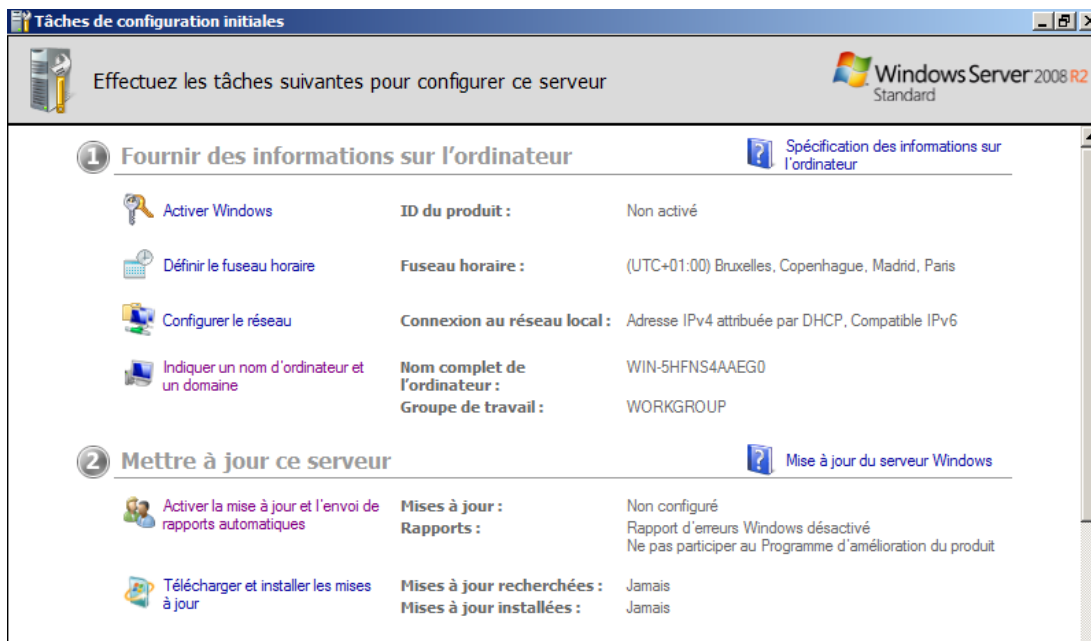 Tâches de configuration initiales
Effectuez les tâches suivantes pour configurer ce serveur
Windows Server 2008 R2
Standard
1 Fournir des informations sur l'ordinateur
Spécification des informations sur
l'ordinateur
Activer Windows
ID du produit :
Non activé
Définir le fuseau horaire
Fuseau horaire :
(UTC+01:00) Bruxelles, Copenhague, Madrid, Paris
Configurer le réseau
Connexion au réseau local :
Adresse IPv4 attribuée par DHCP, Compatible IPv6
Indiquer un nom d'ordinateur et
un domaine
Nom complet de
l'ordinateur :
WIN-5HFNS4AAEG0
Groupe de travail :
WORKGROUP
2 Mettre à jour ce serveur
Mise à jour du serveur Windows
Activer la mise à jour et l'envoi de
rapports automatiques
Mises à jour :
Non configuré
Rapports :
Rapport d'erreurs Windows désactivé
Ne pas participer au Programme d'amélioration du produit
Télécharger et installer les mises
à jour
Mises à jour recherchées :
Jamais
Mises à jour installées :
Jamais